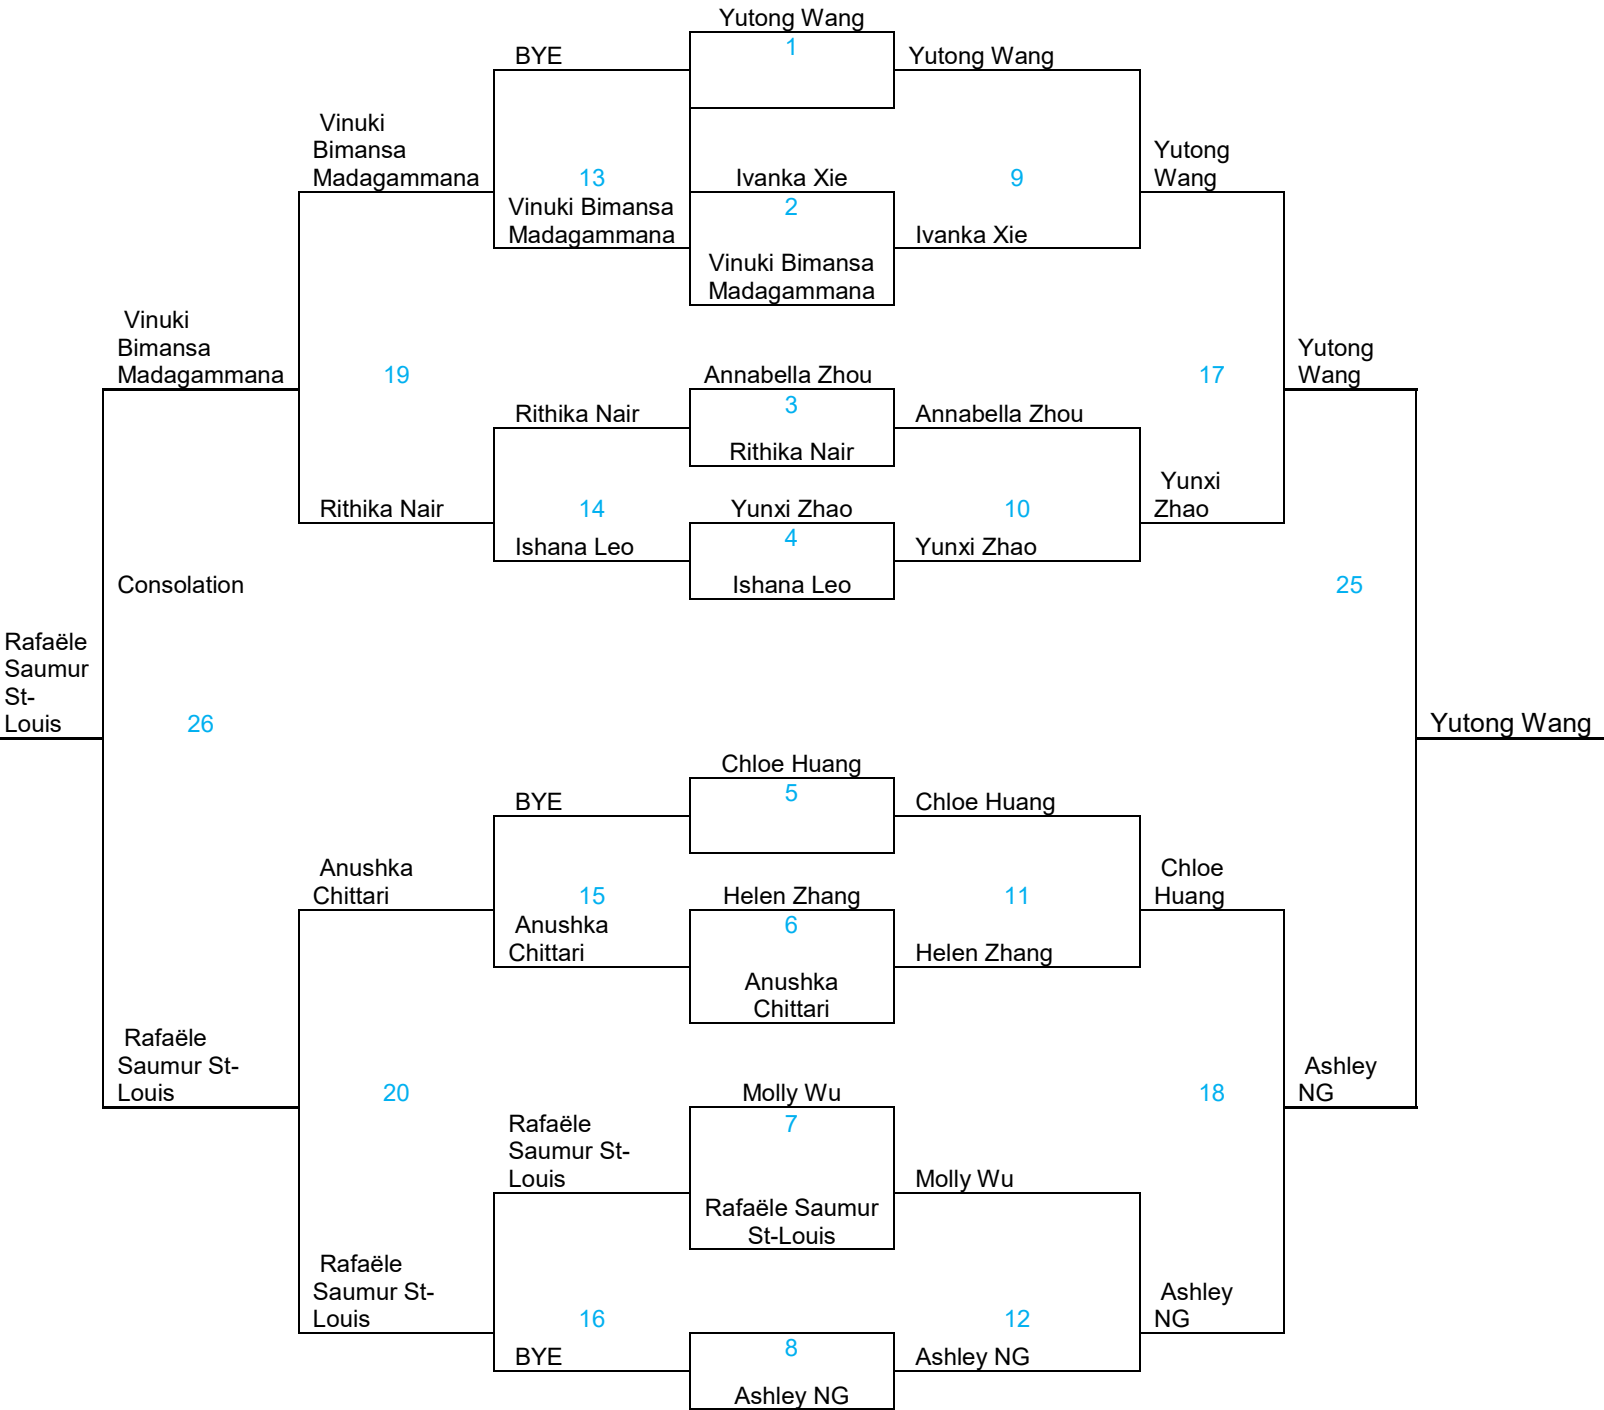 Yutong Wang
1
BYE
Yutong Wang
Vinuki
Bimansa
Madagammana
13
Ivanka Xie
9
Yutong
Wang
Vinuki Bimansa
Madagammana
2
Ivanka Xie
Vinuki Bimansa
Madagammana
Vinuki
Bimansa
Madagammana
19
Annabella Zhou
17
Yutong
Wang
Rithika Nair
3
Annabella Zhou
Rithika Nair
Rithika Nair
14
Yunxi Zhao
10
Yunxi
Zhao
Ishana Leo
4
Yunxi Zhao
Consolation
Ishana Leo
25
Rafaële
Saumur
St-
Louis
26
Yutong Wang
Chloe Huang
BYE
5
Chloe Huang
Anushka
Chittari
15
Helen Zhang
11
Chloe
Huang
Anushka
Chittari
6
Helen Zhang
Anushka
Chittari
Rafaële
Saumur St-
Louis
20
Molly Wu
18
Ashley
NG
Rafaële
Saumur St-
Louis
7
Molly Wu
Rafaële Saumur
St-Louis
Rafaële
Saumur St-
Louis
16
12
Ashley
NG
BYE
8
Ashley NG
Ashley NG